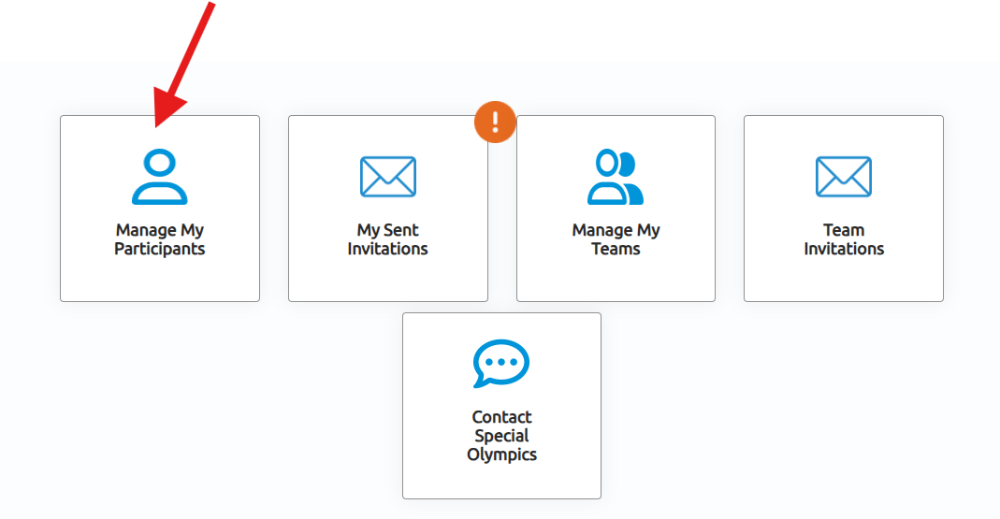 Manage My
Participants
My Sent
Invitations
!
Manage My
Teams
Team
Invitations
Contact
Special
Olympics